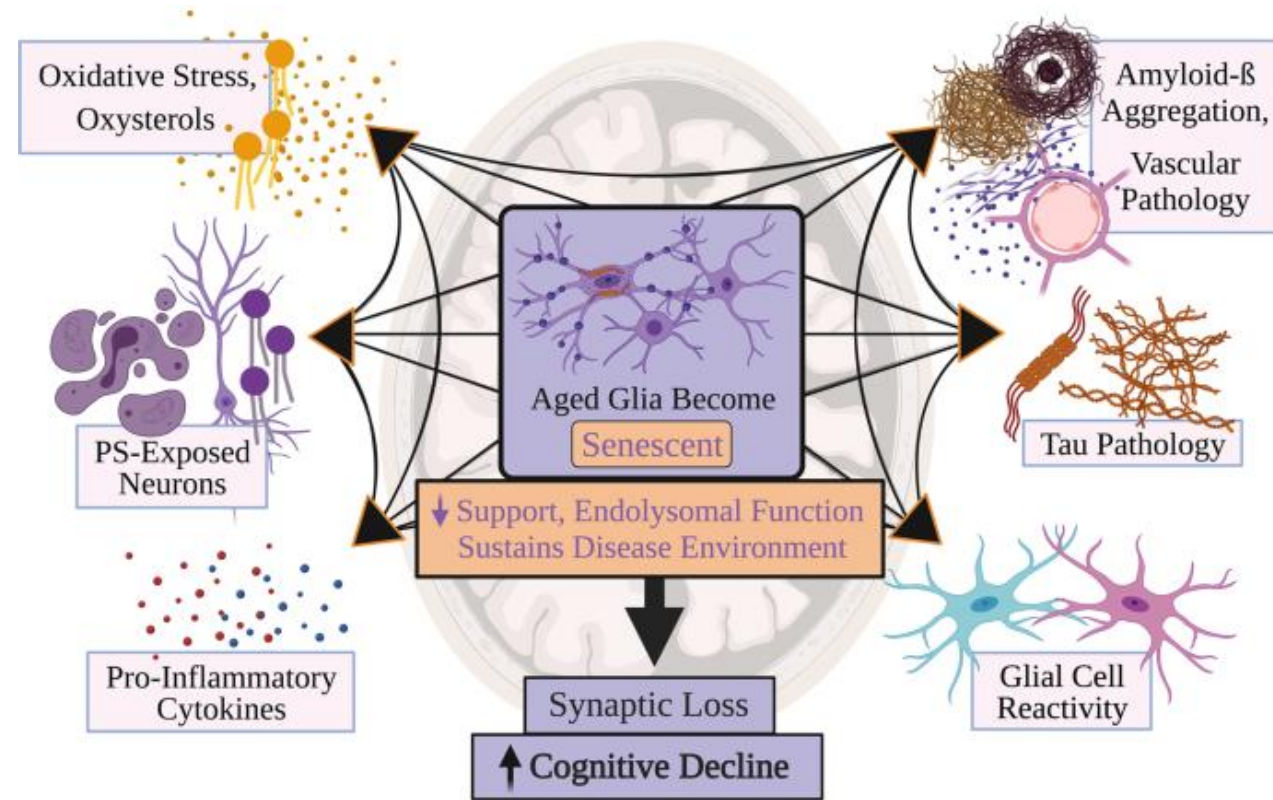 Oxidative Stress,
Oxysterols
Amyloid-ß
Aggregation,
Vascular
Pathology
Aged Glia Become
Senescent
PS-Exposed
Neurons
Tau Pathology
↓ Support, Endolysomal Function
Sustains Disease Environment
Pro-Inflammatory
Cytokines
Glial Cell
Reactivity
Synaptic Loss
↑ Cognitive Decline